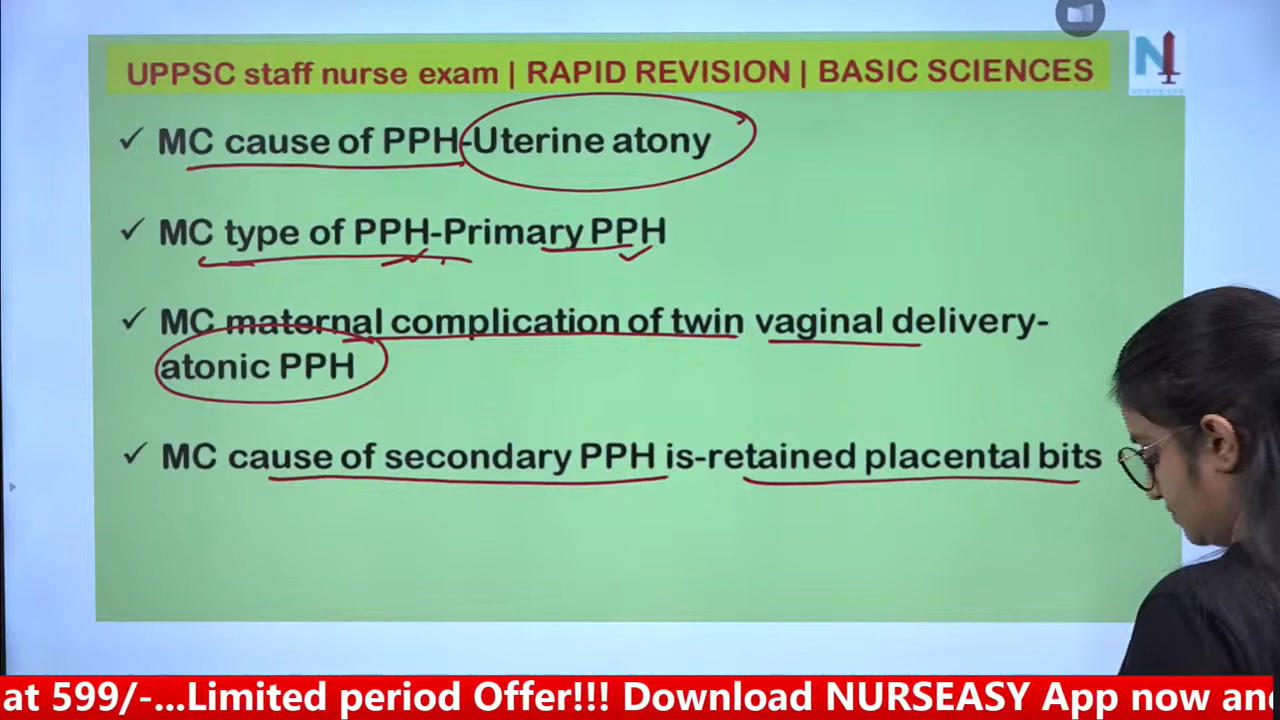 UPPSC staff nurse exam | RAPID REVISION | BASIC SCIENCES
✓ MC cause of PPH-Uterine atony
✓ MC type of PPH-Primary PPH
✓ MC maternal complication of twin vaginal delivery-
atonic PPH
✓ MC cause of secondary PPH is-retained placental bits
at 599/-...Limited period Offer!!! Download NURSEASY App now and